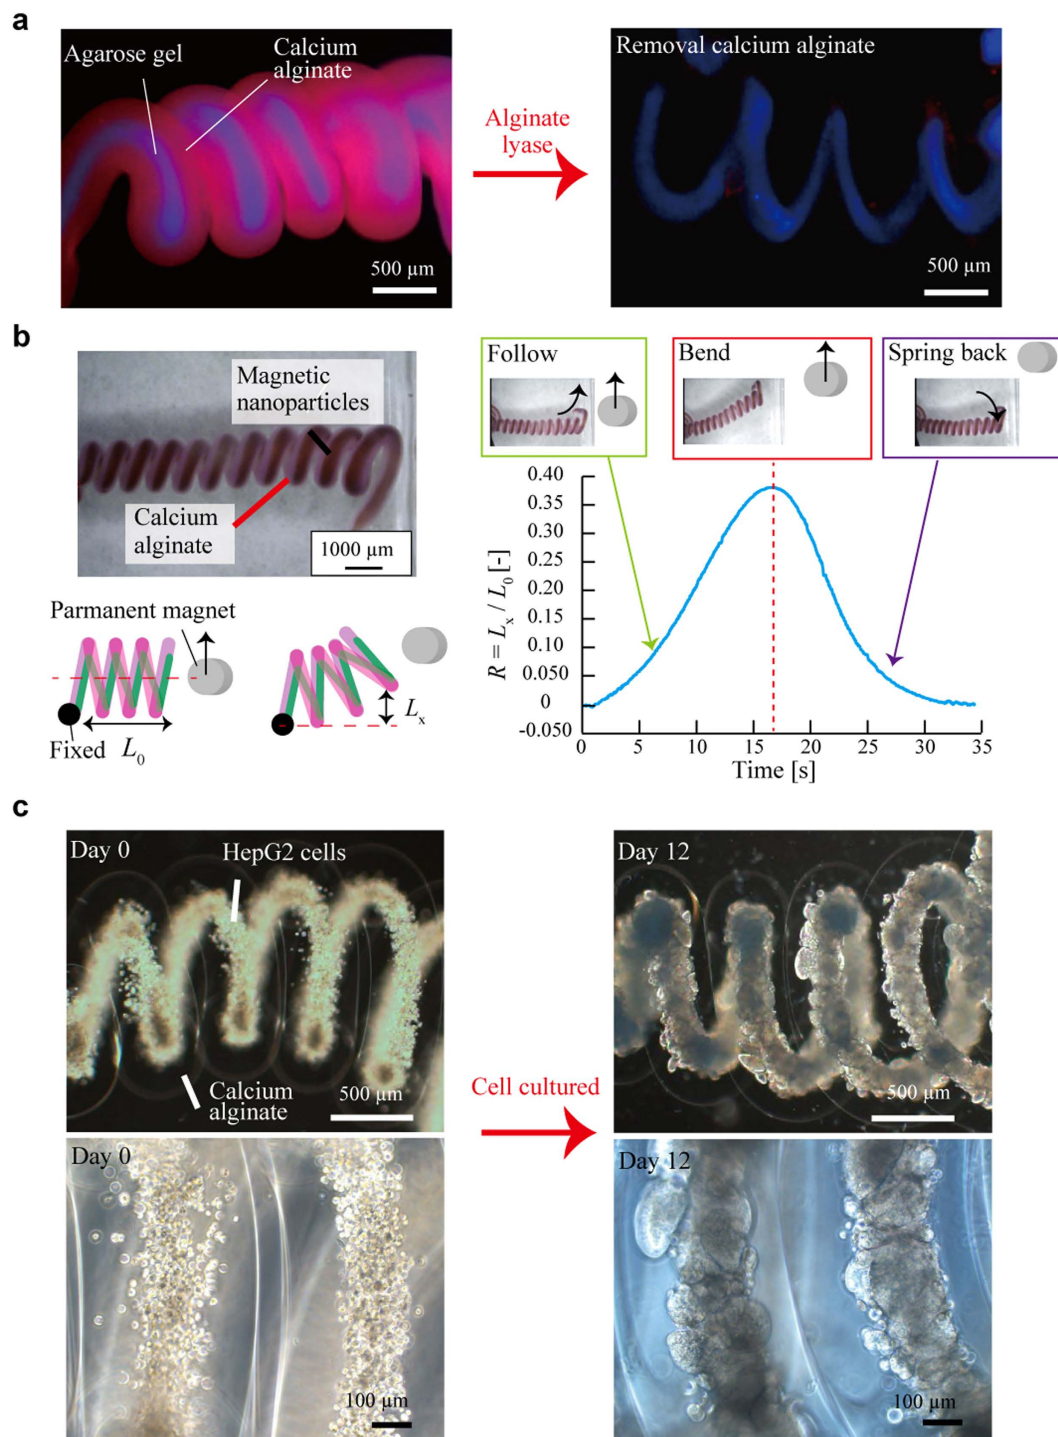 a
Agarose gel
Calcium
alginate
500 µm
Alginate
lyase
Removal calcium alginate
500 µm
b
Magnetic
nanoparticles
Calcium
alginate
1000 µm
Parmanent magnet
Fixed
L0
Lx
Follow
Bend
Spring back
R = Lx / L0 [-]
0.40
0.35
0.30
0.25
0.20
0.15
0.10
0.050
0
-0.050
0 5 10 15 20 25 30 35
Time [s]
c
Day 0
HepG2 cells
Calcium
alginate
500 µm
Cell cultured
Day 12
500 µm
Day 0
100 µm
Day 12
100 µm